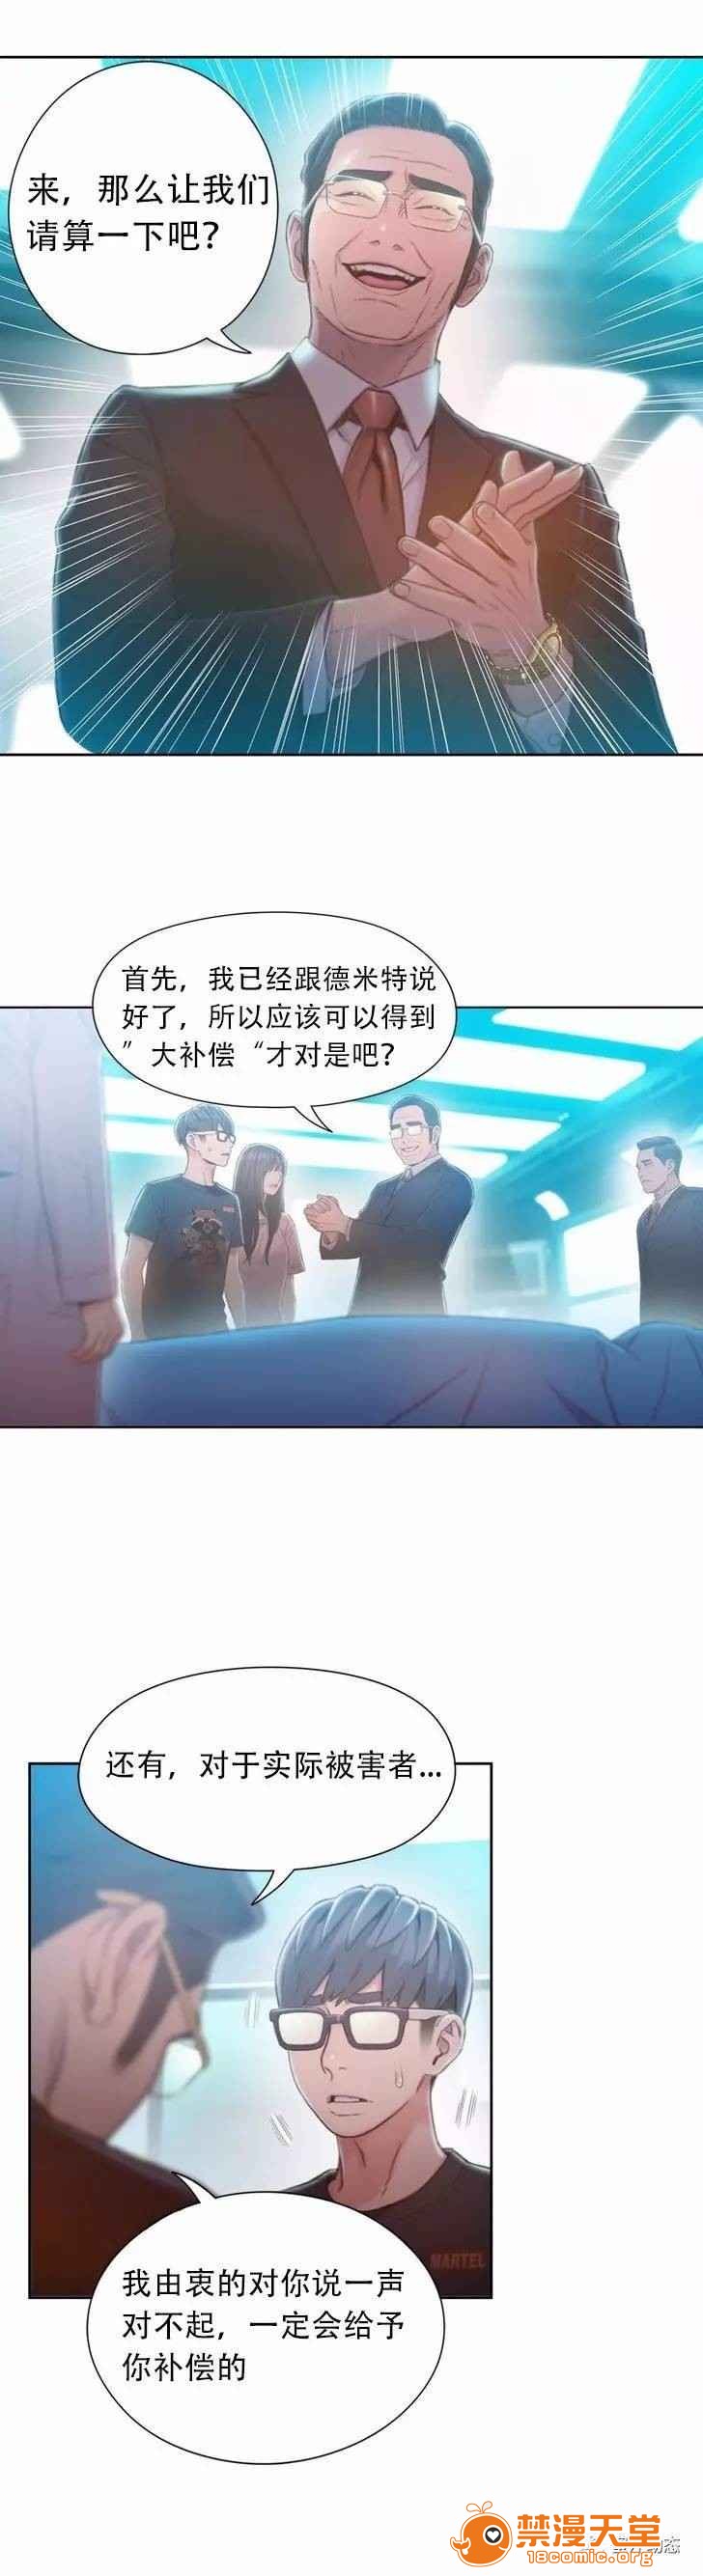 来，那么让我们
请算一下吧？
首先，我已经跟德米特说
好了，所以应该可以得到
”大补偿“才对是吧？
还有，对于实际被害者...
MARTEL
我由衷的对你说一声
对不起，一定会给予
你补偿的
禁漫天堂
18comic.org
动态